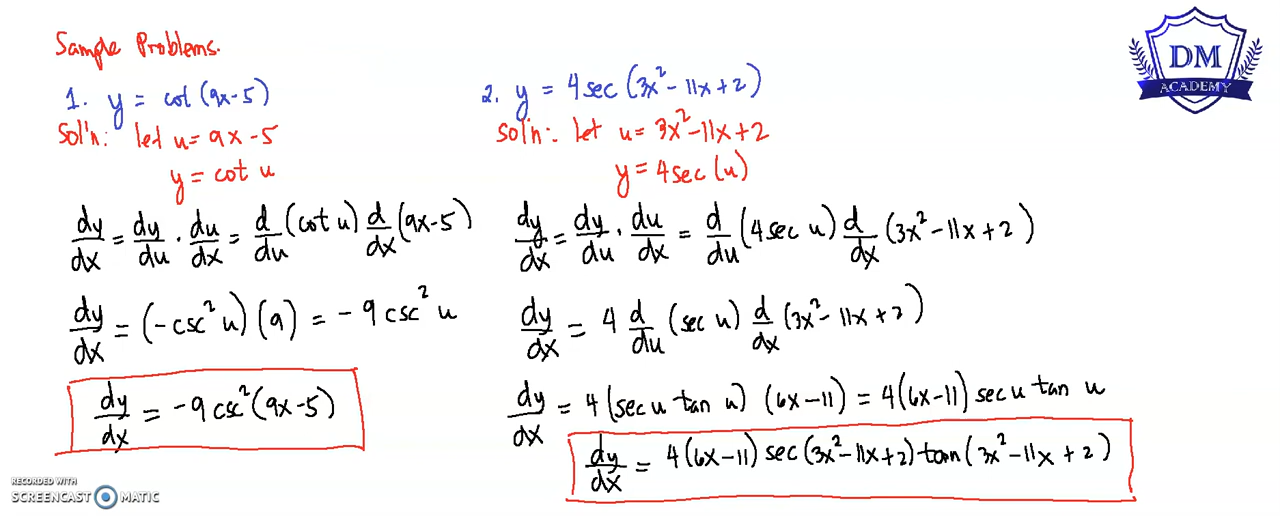 Sample Problems.
DM
ACADEMY
1. y = cot (9x-5)
Sol'n: let u = 9x-5
y = cot u
dy/dx = dy/du · du/dx = d/du (cot u) d/dx (9x-5)
dy/dx = (-csc² u) (9) = -9 csc² u
dy/dx = -9 csc² (9x-5)
2. y = 4 sec (3x² - 11x + 2)
Sol'n: let u = 3x² - 11x + 2
y = 4 sec (u)
dy/dx = dy/du · du/dx = d/du (4 sec u) d/dx (3x² - 11x + 2)
dy/dx = 4 d/du (sec u) d/dx (3x² - 11x + 2)
dy/dx = 4 (sec u tan u) (6x-11) = 4(6x-11) sec u tan u
dy/dx = 4(6x-11) sec (3x² - 11x + 2) tan (3x² - 11x + 2)
RECORDED WITH
SCREENCAST MATIC